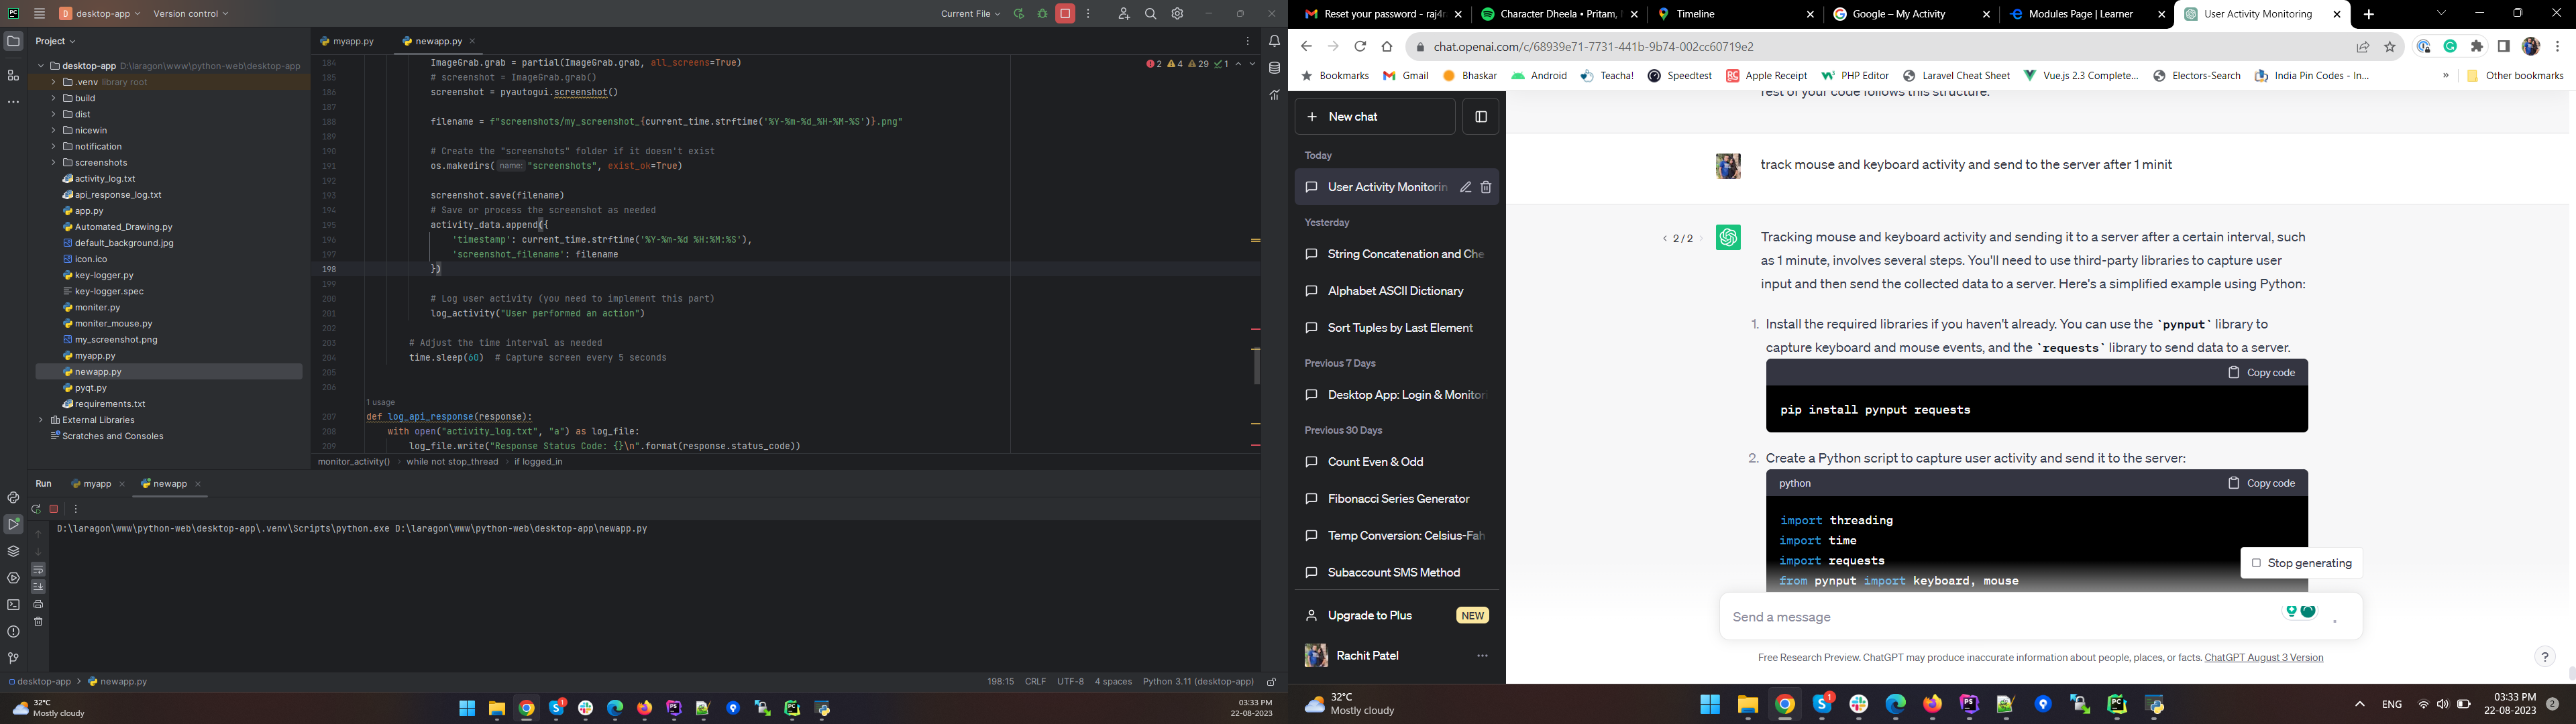 desktop-app
Version control
Current File
Project
myapp.py
newapp.py
desktop-app D:\laragon\www\python-web\desktop-app
.venv library root
build
dist
nicewin
notification
screenshots
activity_log.txt
api_response_log.txt
app.py
Automated_Drawing.py
default_background.jpg
icon.ico
key-logger.py
key-logger.spec
moniter.py
moniter_mouse.py
my_screenshot.png
myapp.py
newapp.py
pyqt.py
requirements.txt
External Libraries
Scratches and Consoles
2 4 29 1
184 ImageGrab.grab = partial(ImageGrab.grab, all_screens=True)
185 # screenshot = ImageGrab.grab()
186 screenshot = pyautogui.screenshot()
187
188 filename = f"screenshots/my_screenshot_{current_time.strftime('%Y-%m-%d_%H-%M-%S')}.png"
189
190 # Create the "screenshots" folder if it doesn't exist
191 os.makedirs( name: "screenshots", exist_ok=True)
192
193 screenshot.save(filename)
194 # Save or process the screenshot as needed
195 activity_data.append({
196 'timestamp': current_time.strftime('%Y-%m-%d %H:%M:%S'),
197 'screenshot_filename': filename
198 })
199
200 # Log user activity (you need to implement this part)
201 log_activity("User performed an action")
202
203 # Adjust the time interval as needed
204 time.sleep(60) # Capture screen every 5 seconds
205
206
1 usage
207 def log_api_response(response):
208 with open("activity_log.txt", "a") as log_file:
209 log_file.write("Response Status Code: {}\n".format(response.status_code))
monitor_activity() › while not stop_thread › if logged_in
Run
myapp
newapp
D:\laragon\www\python-web\desktop-app\.venv\Scripts\python.exe D:\laragon\www\python-web\desktop-app\newapp.py
desktop-app › newapp.py
198:15 CRLF UTF-8 4 spaces Python 3.11 (desktop-app)
32°C
Mostly cloudy
03:33 PM
22-08-2023
Reset your password - raj4r
Character Dheela • Pritam,
Timeline
Google – My Activity
Modules Page | Learner
User Activity Monitoring
chat.openai.com/c/68939e71-7731-441b-9b74-002cc60719e2
Bookmarks
Gmail
Bhaskar
Android
Teacha!
Speedtest
Apple Receipt
PHP Editor
Laravel Cheat Sheet
Vue.js 2.3 Complete...
Electors-Search
India Pin Codes - In...
»
Other bookmarks
New chat
Today
User Activity Monitorin
Yesterday
String Concatenation and Che
Alphabet ASCII Dictionary
Sort Tuples by Last Element
Previous 7 Days
Desktop App: Login & Monitori
Previous 30 Days
Count Even & Odd
Fibonacci Series Generator
Temp Conversion: Celsius-Fah
Subaccount SMS Method
Upgrade to Plus NEW
Rachit Patel
rest of your code follows this structure.
track mouse and keyboard activity and send to the server after 1 minit
2 / 2
Tracking mouse and keyboard activity and sending it to a server after a certain interval, such
as 1 minute, involves several steps. You'll need to use third-party libraries to capture user
input and then send the collected data to a server. Here's a simplified example using Python:
1. Install the required libraries if you haven't already. You can use the `pynput` library to
capture keyboard and mouse events, and the `requests` library to send data to a server.
Copy code
pip install pynput requests
2. Create a Python script to capture user activity and send it to the server:
python
Copy code
import threading
import time
import requests
from pynput import keyboard, mouse
Stop generating
Send a message
Free Research Preview. ChatGPT may produce inaccurate information about people, places, or facts. ChatGPT August 3 Version
?
32°C
Mostly cloudy
ENG
03:33 PM
22-08-2023
2